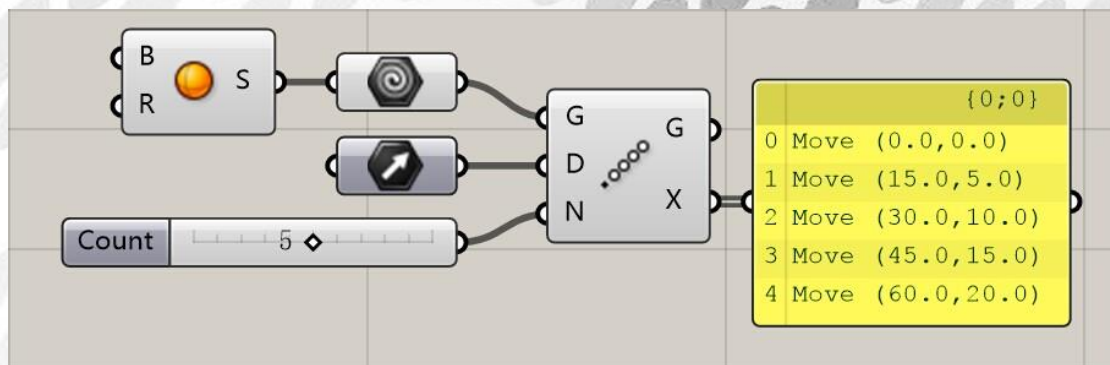 B
R
S
Count
5
G
D
N
G
X
{0;0}
0 Move (0.0,0.0)
1 Move (15.0,5.0)
2 Move (30.0,10.0)
3 Move (45.0,15.0)
4 Move (60.0,20.0)